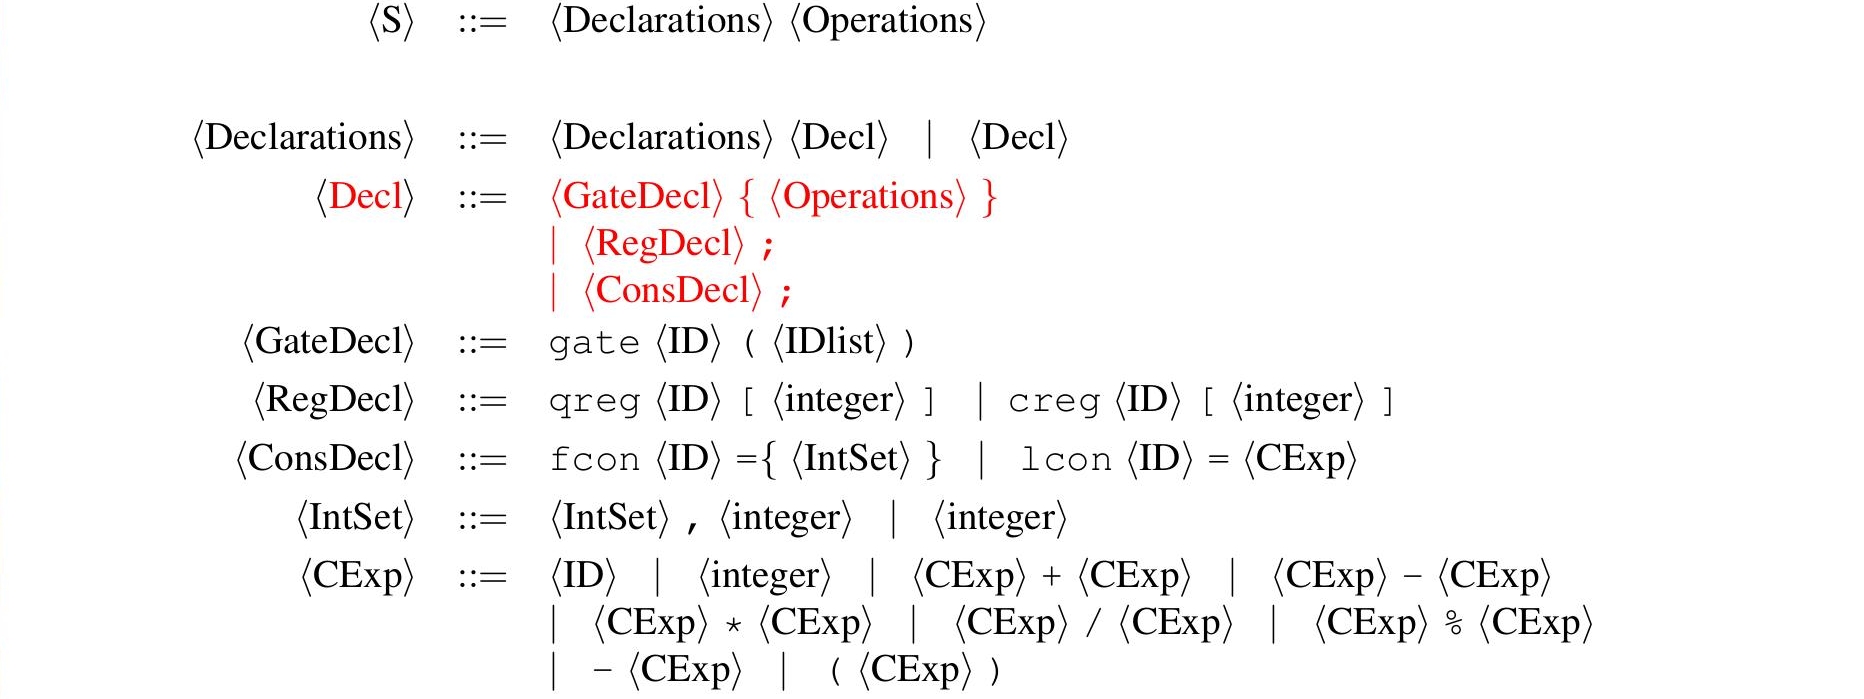 ⟨S⟩ ::= ⟨Declarations⟩ ⟨Operations⟩
⟨Declarations⟩ ::= ⟨Declarations⟩ ⟨Decl⟩ | ⟨Decl⟩
⟨Decl⟩ ::= ⟨GateDecl⟩ { ⟨Operations⟩ }
| ⟨RegDecl⟩ ;
| ⟨ConsDecl⟩ ;
⟨GateDecl⟩ ::= gate ⟨ID⟩ ( ⟨IDlist⟩ )
⟨RegDecl⟩ ::= qreg ⟨ID⟩ [ ⟨integer⟩ ] | creg ⟨ID⟩ [ ⟨integer⟩ ]
⟨ConsDecl⟩ ::= fcon ⟨ID⟩ ={ ⟨IntSet⟩ } | lcon ⟨ID⟩ = ⟨CExp⟩
⟨IntSet⟩ ::= ⟨IntSet⟩ , ⟨integer⟩ | ⟨integer⟩
⟨CExp⟩ ::= ⟨ID⟩ | ⟨integer⟩ | ⟨CExp⟩ + ⟨CExp⟩ | ⟨CExp⟩ − ⟨CExp⟩
| ⟨CExp⟩ * ⟨CExp⟩ | ⟨CExp⟩ / ⟨CExp⟩ | ⟨CExp⟩ % ⟨CExp⟩
| − ⟨CExp⟩ | ( ⟨CExp⟩ )